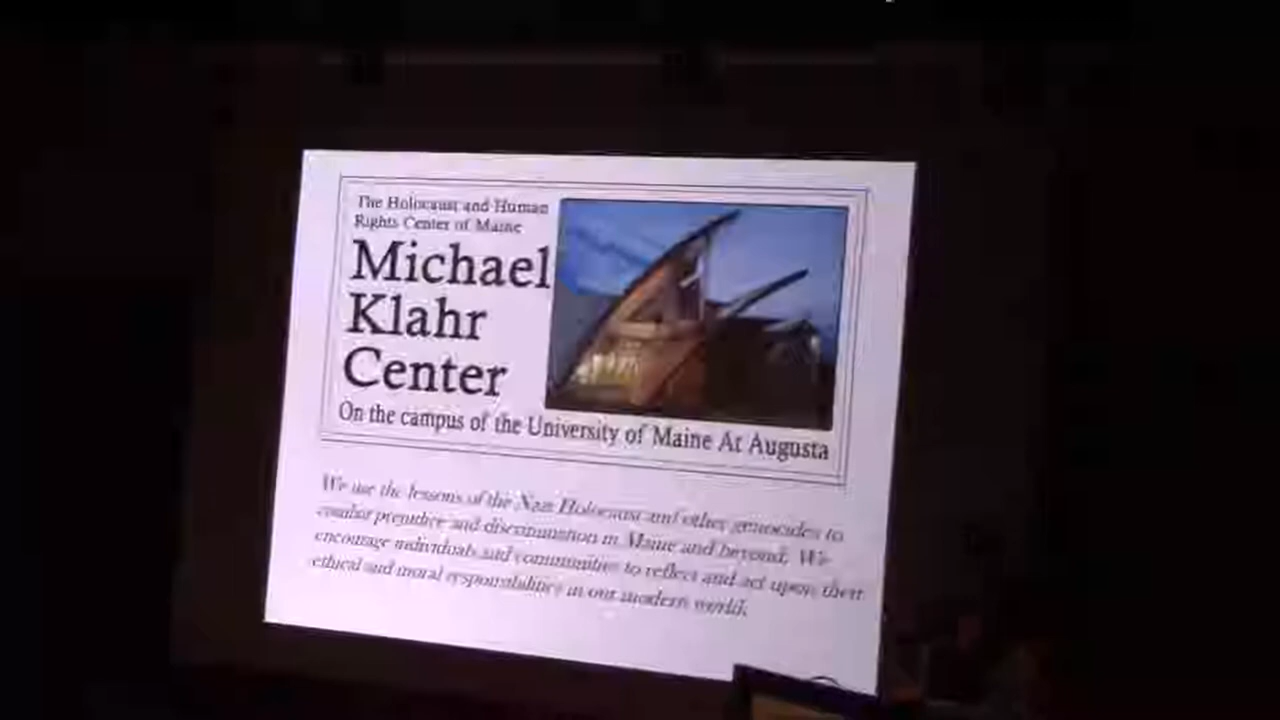 The Holocaust and Human
Rights Center of Maine
Michael
Klahr
Center
On the campus of the University of Maine At Augusta
We use the lessons of the Nazi Holocaust and other genocides to
combat prejudice and discrimination in Maine and beyond. We
encourage individuals and communities to reflect and act upon their
ethical and moral responsibilities in our modern world.